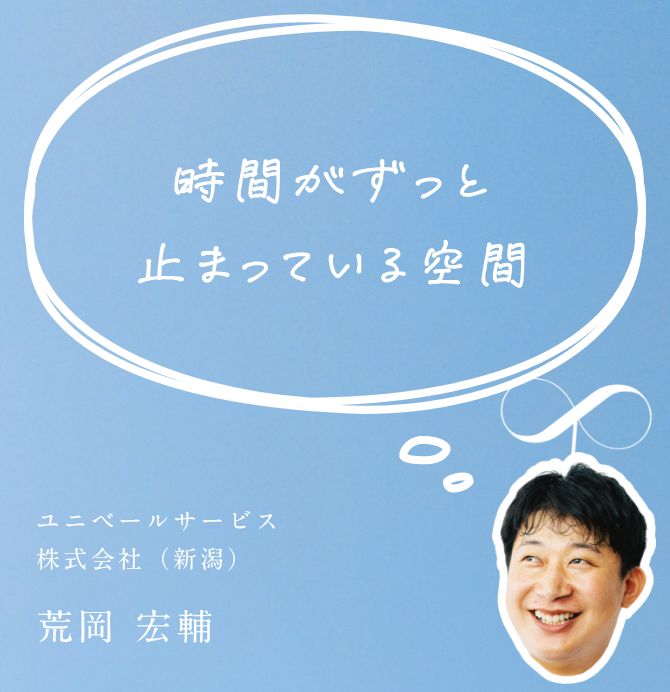 時間がずっと
止まっている空間
ユニベールサービス
株式会社（新潟）
荒岡 宏輔